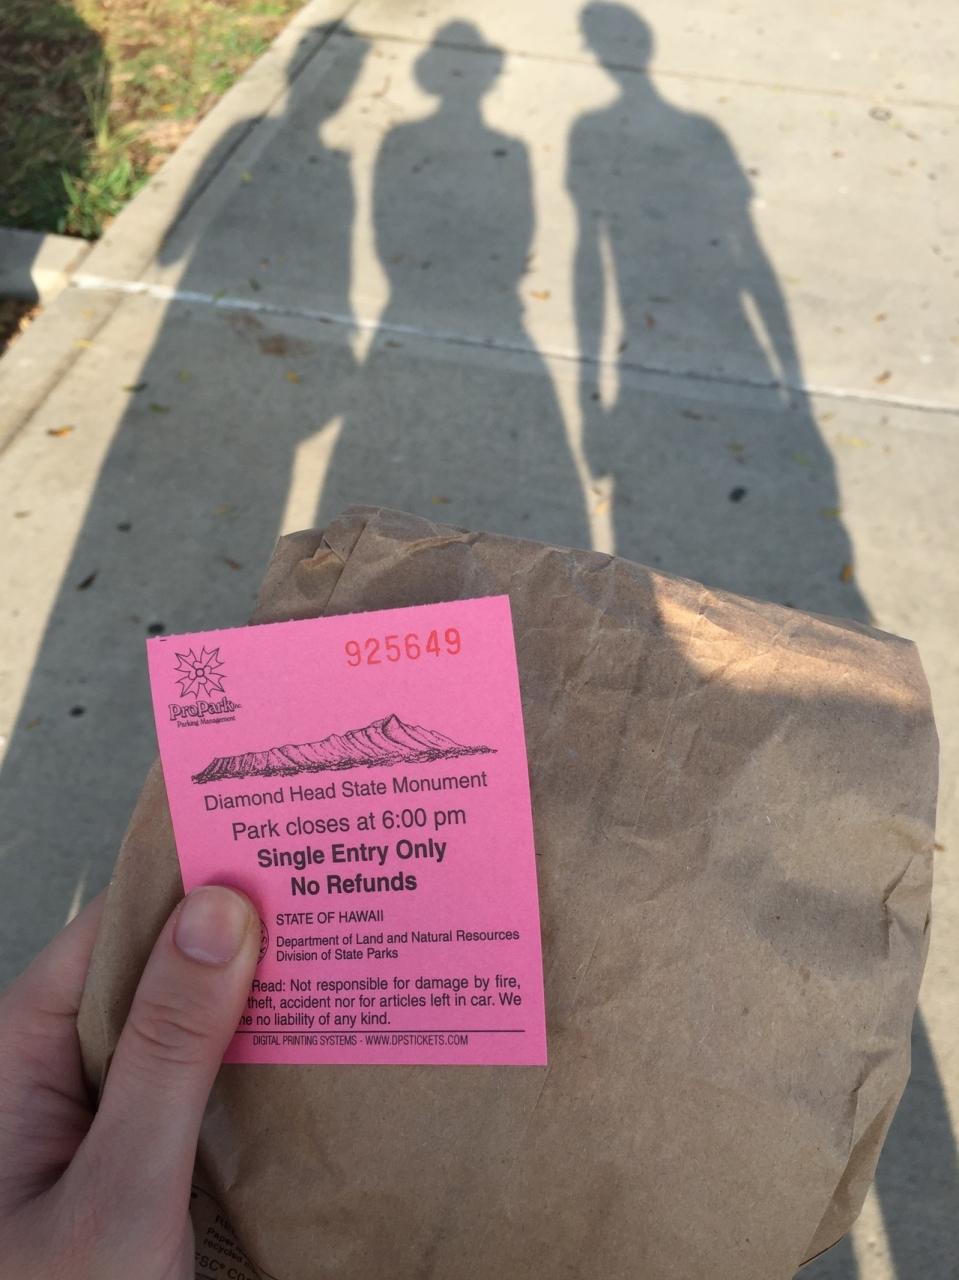 925649
ProPark Inc.
Parking Management
Diamond Head State Monument
Park closes at 6:00 pm
Single Entry Only
No Refunds
STATE OF HAWAII
Department of Land and Natural Resources
Division of State Parks
Read: Not responsible for damage by fire,
theft, accident nor for articles left in car. We
no liability of any kind.
DIGITAL PRINTING SYSTEMS - WWW.DPSTICKETS.COM
Paper
recycled
FSC®